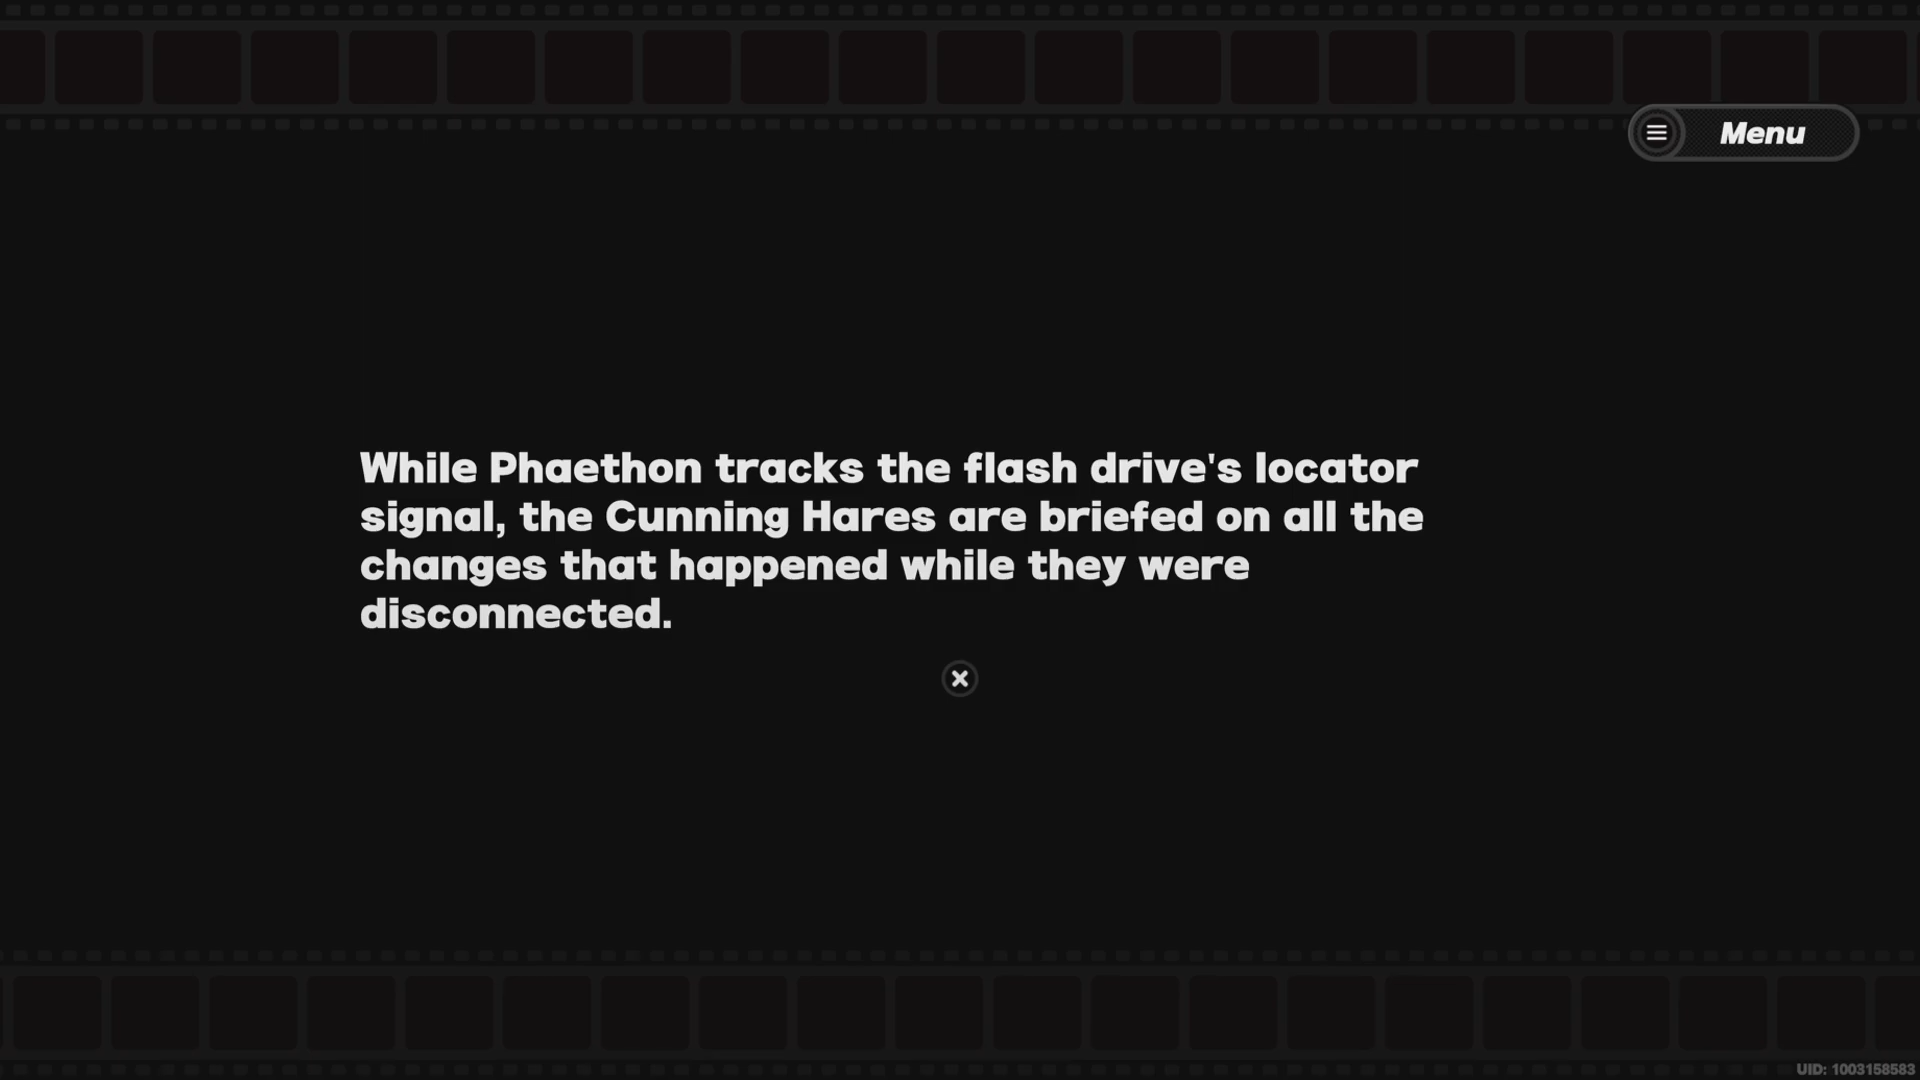 Menu
While Phaethon tracks the flash drive's locator
signal, the Cunning Hares are briefed on all the
changes that happened while they were
disconnected.
UID: 1003158583